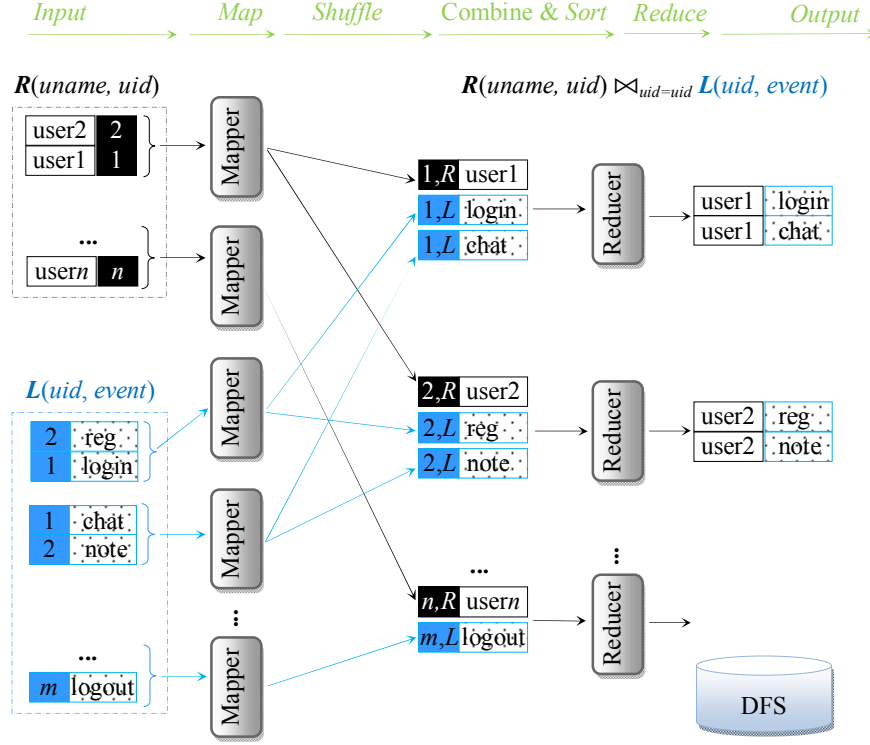 Input Map Shuffle Combine & Sort Reduce Output
R(uname, uid)
R(uname, uid) ⋈uid=uid L(uid, event)
user2 2
user1 1
...
usern n
L(uid, event)
2 reg
1 login
1 chat
2 note
...
m logout
Mapper
Mapper
Mapper
Mapper
...
Mapper
1,R user1
1,L login
1,L chat
2,R user2
2,L reg
2,L note
...
n,R usern
m,L logout
Reducer
Reducer
...
Reducer
user1 login
user1 chat
user2 reg
user2 note
DFS